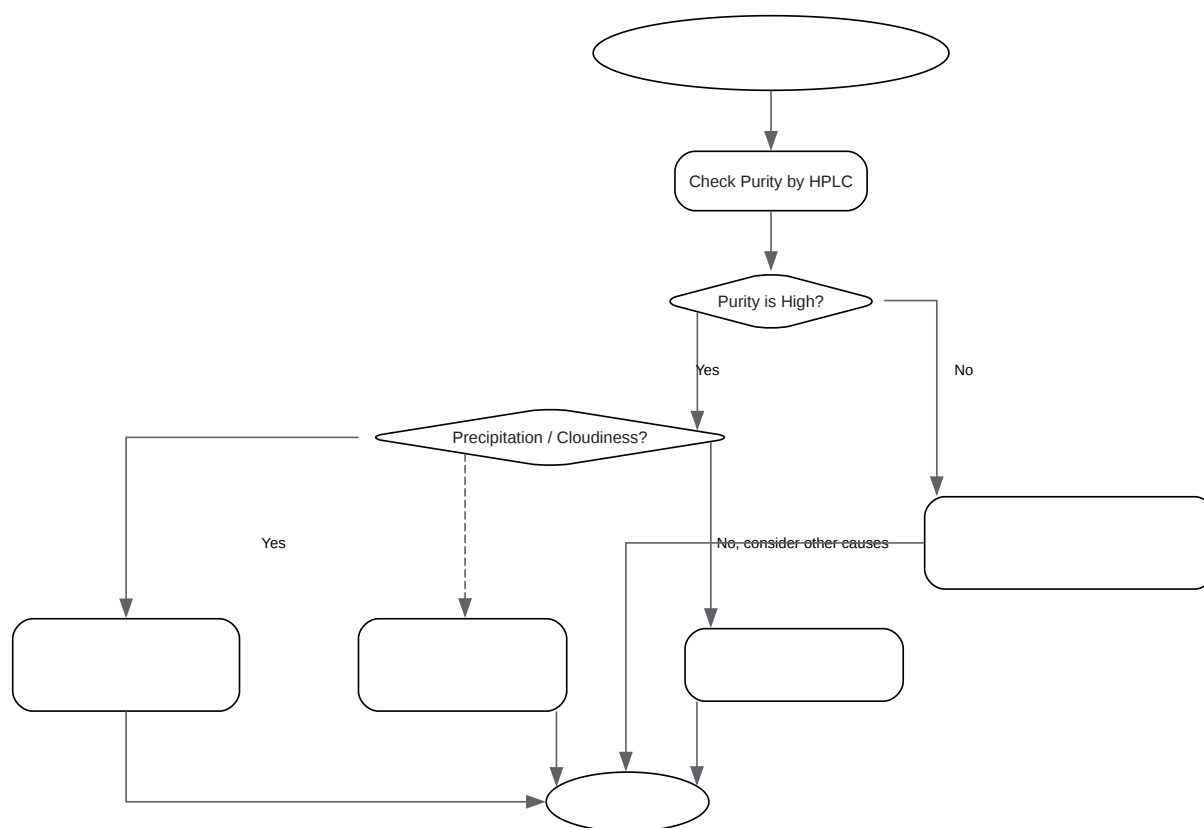 Check Purity by HPLC
Purity is High?
Yes
No
Precipitation / Cloudiness?
Yes
No, consider other causes